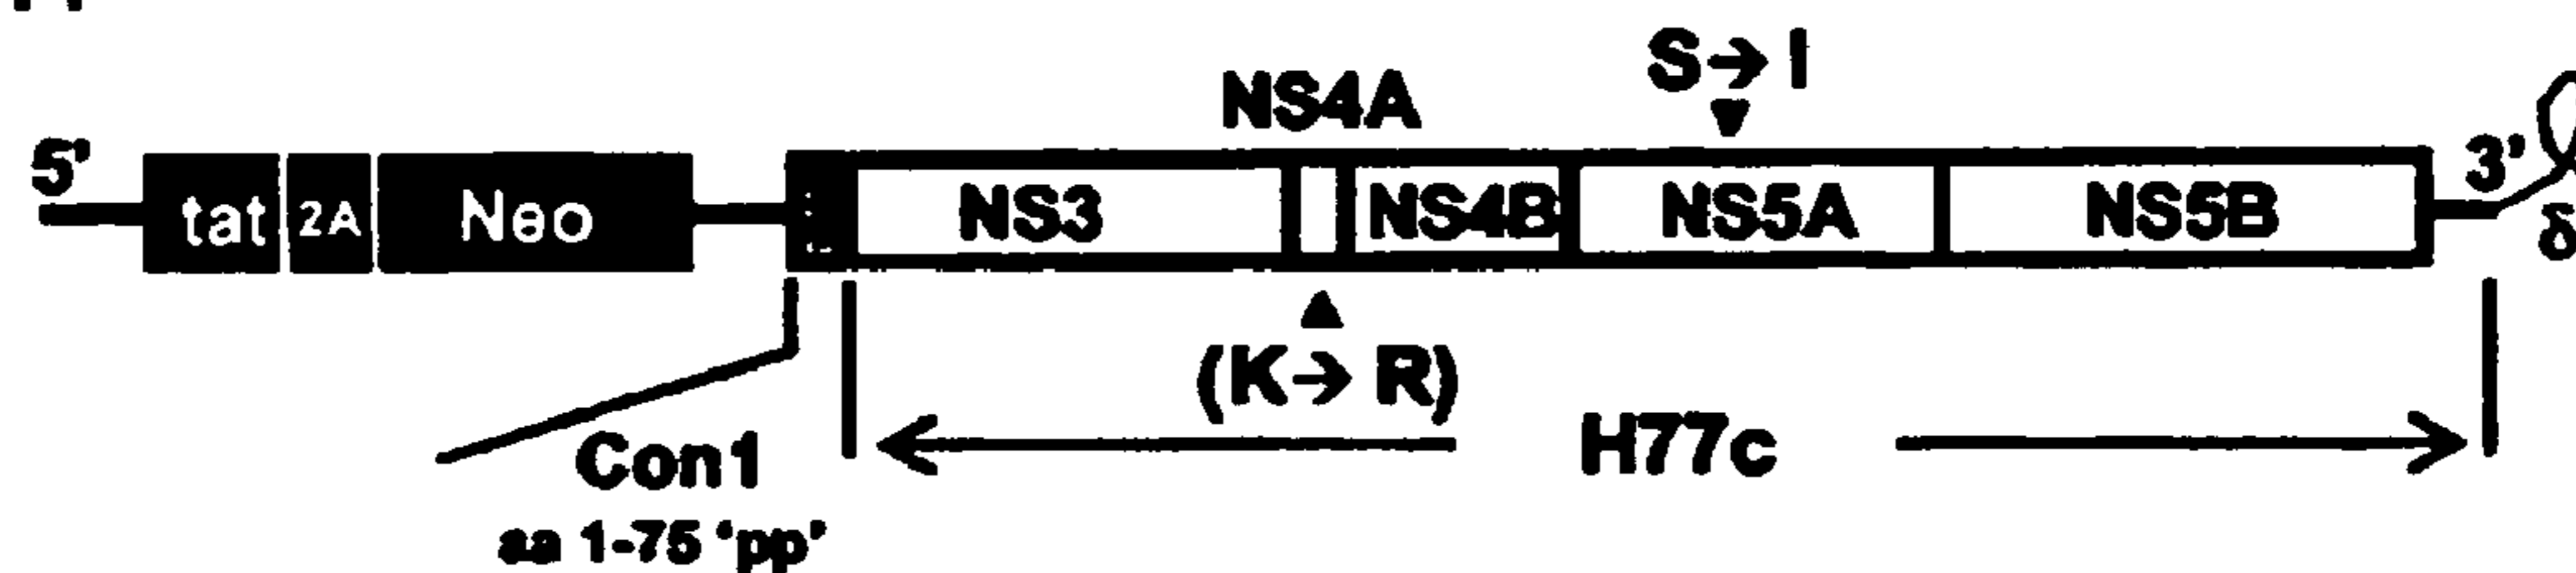 S→I
NS4A
5' tat 2A Neo NS3 NS4B NS5A NS5B 3'
δ
(K→R)
Con1 H77c
aa 1-75 'pp'